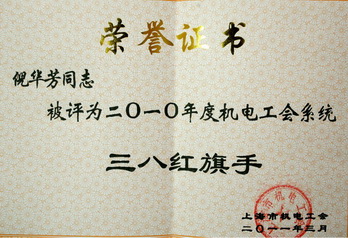 荣誉证书
倪华芳同志
被评为二〇一〇年度机电工会系统
三八红旗手
上海市机电工会
二〇一一年三月